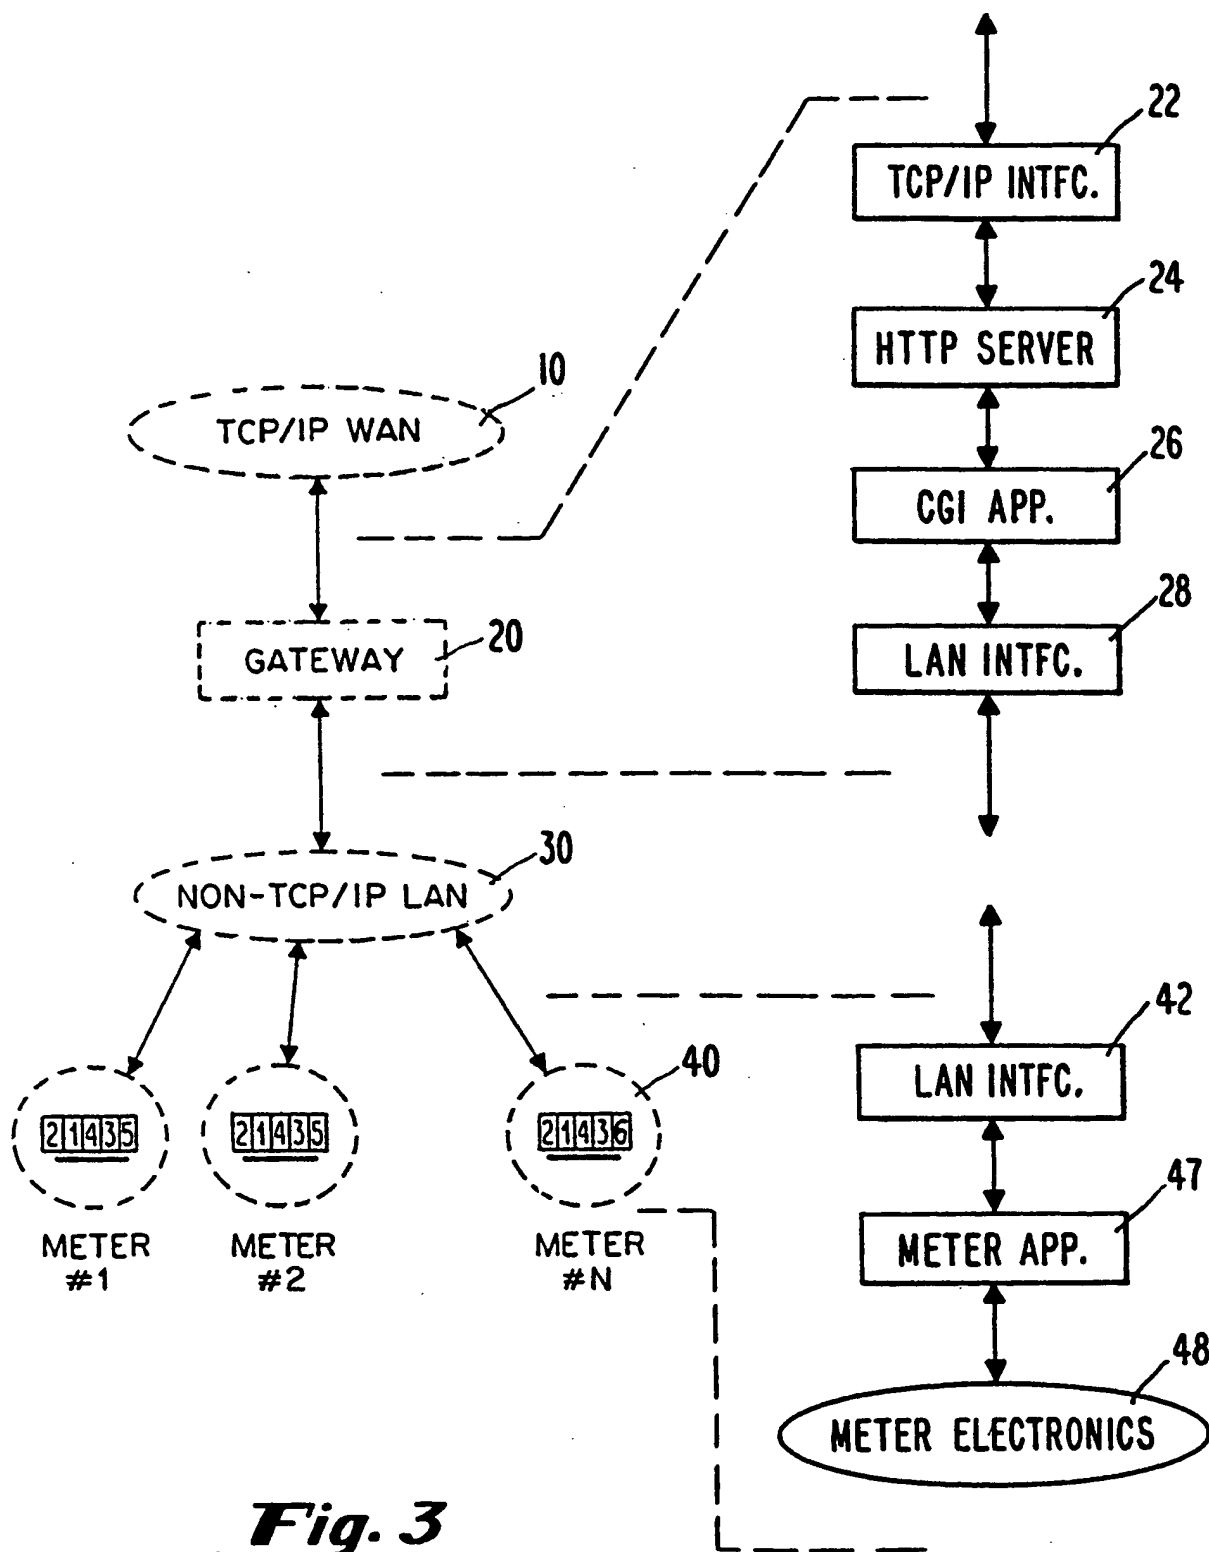 22
TCP/IP INTFC.
24
HTTP SERVER
10
TCP/IP WAN
26
CGI APP.
28
20
GATEWAY
LAN INTFC.
30
NON-TCP/IP LAN
42
40
LAN INTFC.
21435
21435
21436
47
METER
#1
METER
#2
METER
#N
METER APP.
48
METER ELECTRONICS
Fig. 3